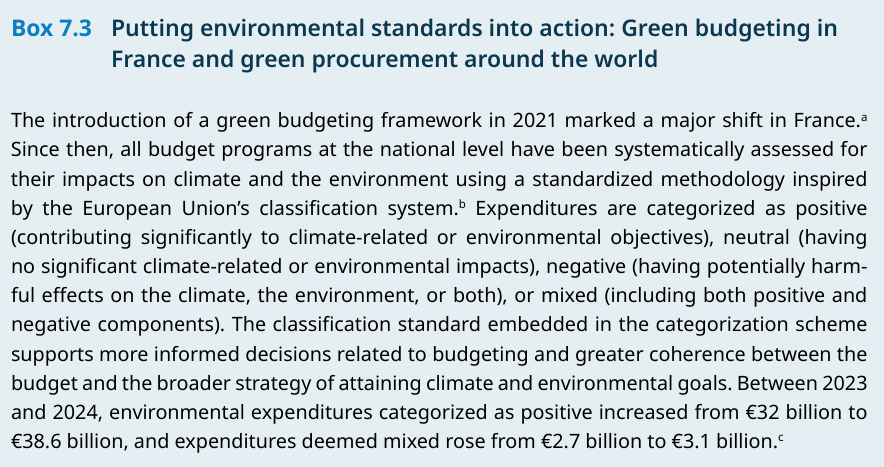 Box 7.3 Putting environmental standards into action: Green budgeting in
France and green procurement around the world
The introduction of a green budgeting framework in 2021 marked a major shift in France.ᵃ
Since then, all budget programs at the national level have been systematically assessed for
their impacts on climate and the environment using a standardized methodology inspired
by the European Union’s classification system.ᵇ Expenditures are categorized as positive
(contributing significantly to climate-related or environmental objectives), neutral (having
no significant climate-related or environmental impacts), negative (having potentially harm-
ful effects on the climate, the environment, or both), or mixed (including both positive and
negative components). The classification standard embedded in the categorization scheme
supports more informed decisions related to budgeting and greater coherence between the
budget and the broader strategy of attaining climate and environmental goals. Between 2023
and 2024, environmental expenditures categorized as positive increased from €32 billion to
€38.6 billion, and expenditures deemed mixed rose from €2.7 billion to €3.1 billion.ᶜ